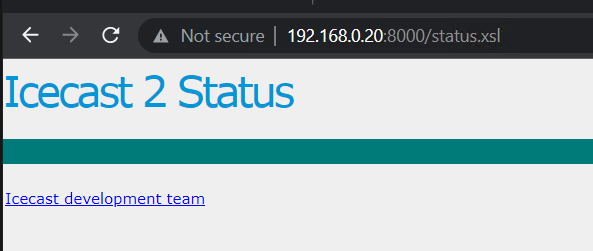 Not secure | 192.168.0.20:8000/status.xsl
Icecast 2 Status
Icecast development team